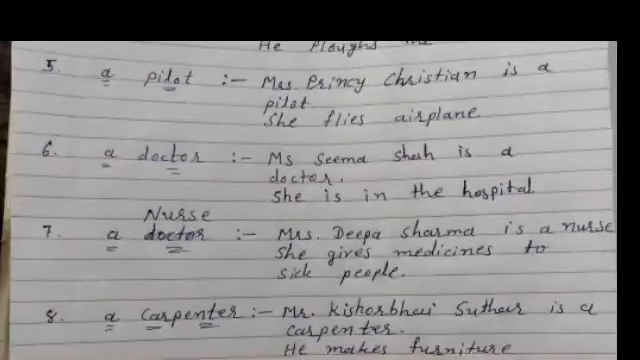 He ploughs the
5. a pilot :- Mrs Princy Christian is a
pilot
She flies airplane
6. a doctor :- Ms Seema Shah is a
doctor.
She is in the hospital
Nurse
7. a doctor :- Mrs. Deepa Sharma is a nurse
She gives medicines to
sick people.
8. a carpenter :- Mr. Kishorbhai Suthar is a
carpenter.
He makes furniture